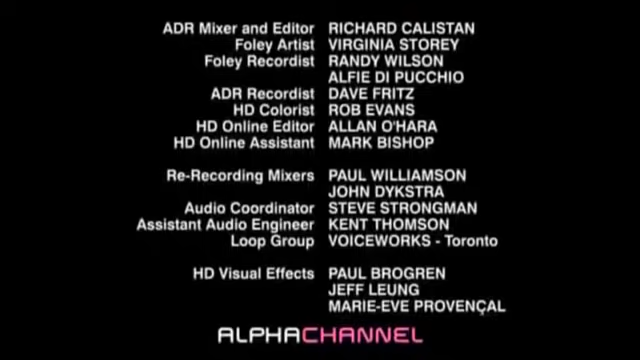 ADR Mixer and Editor RICHARD CALISTAN
Foley Artist VIRGINIA STOREY
Foley Recordist RANDY WILSON
ALFIE DI PUCCHIO
ADR Recordist DAVE FRITZ
HD Colorist ROB EVANS
HD Online Editor ALLAN O'HARA
HD Online Assistant MARK BISHOP
Re-Recording Mixers PAUL WILLIAMSON
JOHN DYKSTRA
Audio Coordinator STEVE STRONGMAN
Assistant Audio Engineer KENT THOMSON
Loop Group VOICEWORKS - Toronto
HD Visual Effects PAUL BROGREN
JEFF LEUNG
MARIE-EVE PROVENÇAL
ALPHACHANNEL